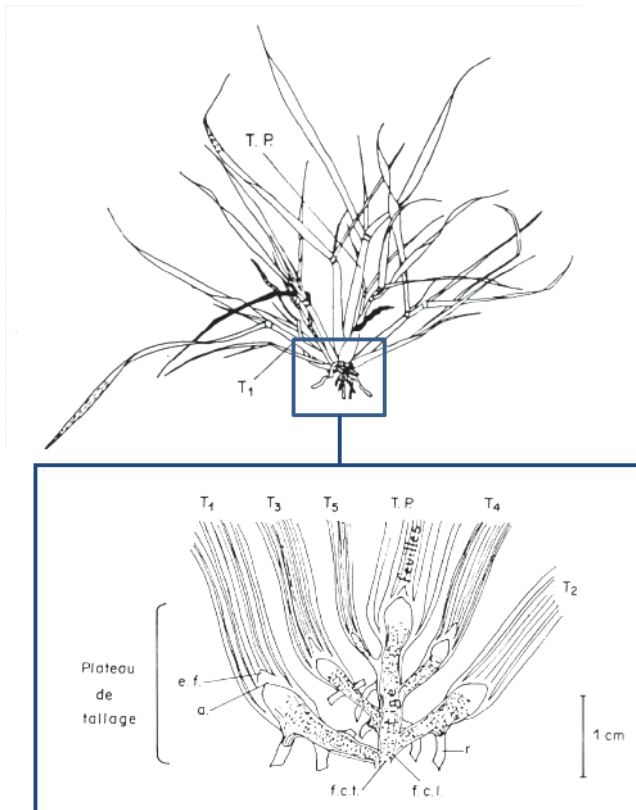 T. P.
T1
T1 T3 T5 T.P. T4
T2
feuilles
Plateau
de
tallage
e.f.
a.
tige
1 cm
r
f.c.t. f.c.l.